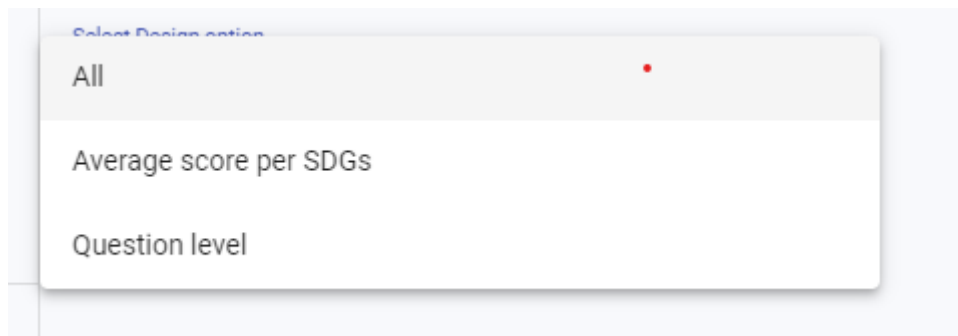 Select Design option
All
Average score per SDGs
Question level